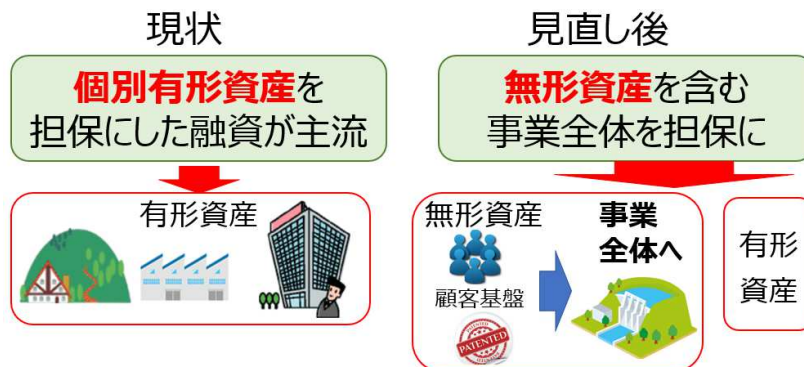 現状
個別有形資産を
担保にした融資が主流
有形資産
見直し後
無形資産を含む
事業全体を担保に
無形資産
顧客基盤
PATENTED
事業
全体へ
有形
資産